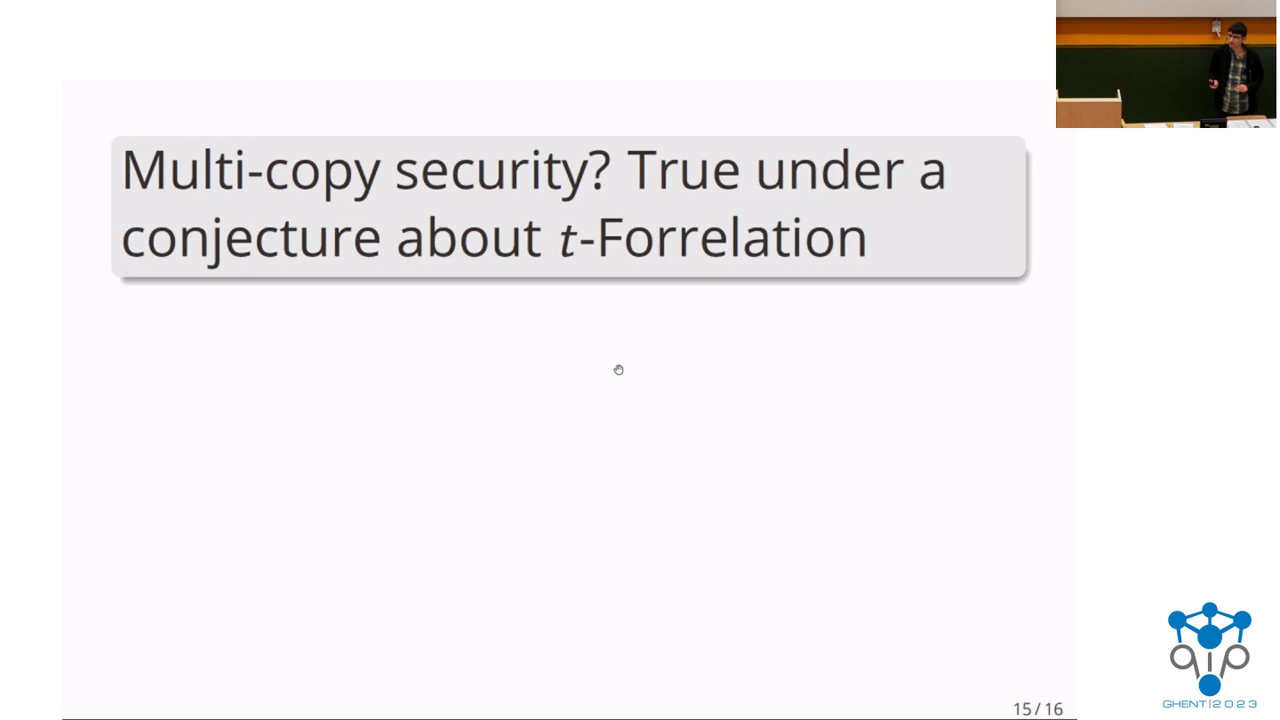 Multi-copy security? True under a
conjecture about t-Forrelation
15/16
qip
GHENT|2023